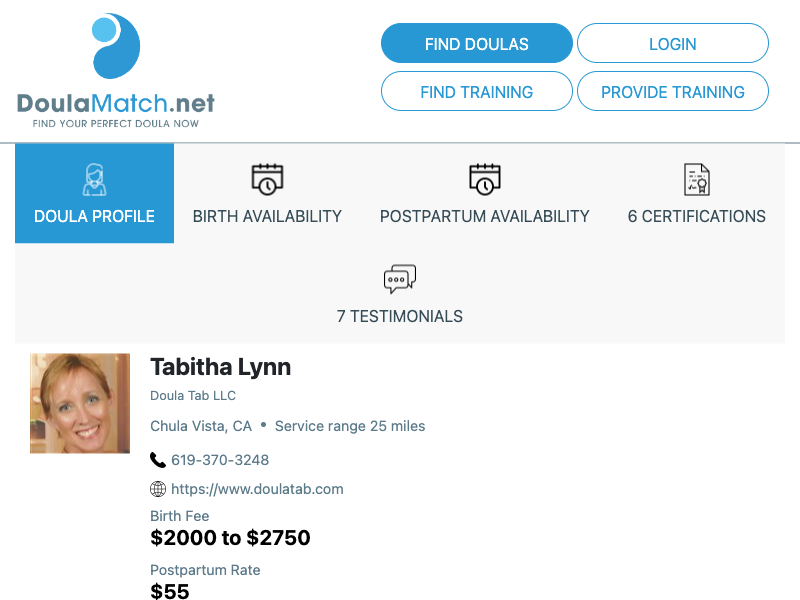 DoulaMatch.net
FIND YOUR PERFECT DOULA NOW
FIND DOULAS
LOGIN
FIND TRAINING
PROVIDE TRAINING
DOULA PROFILE
BIRTH AVAILABILITY
POSTPARTUM AVAILABILITY
6 CERTIFICATIONS
7 TESTIMONIALS
Tabitha Lynn
Doula Tab LLC
Chula Vista, CA • Service range 25 miles
619-370-3248
https://www.doulatab.com
Birth Fee
$2000 to $2750
Postpartum Rate
$55